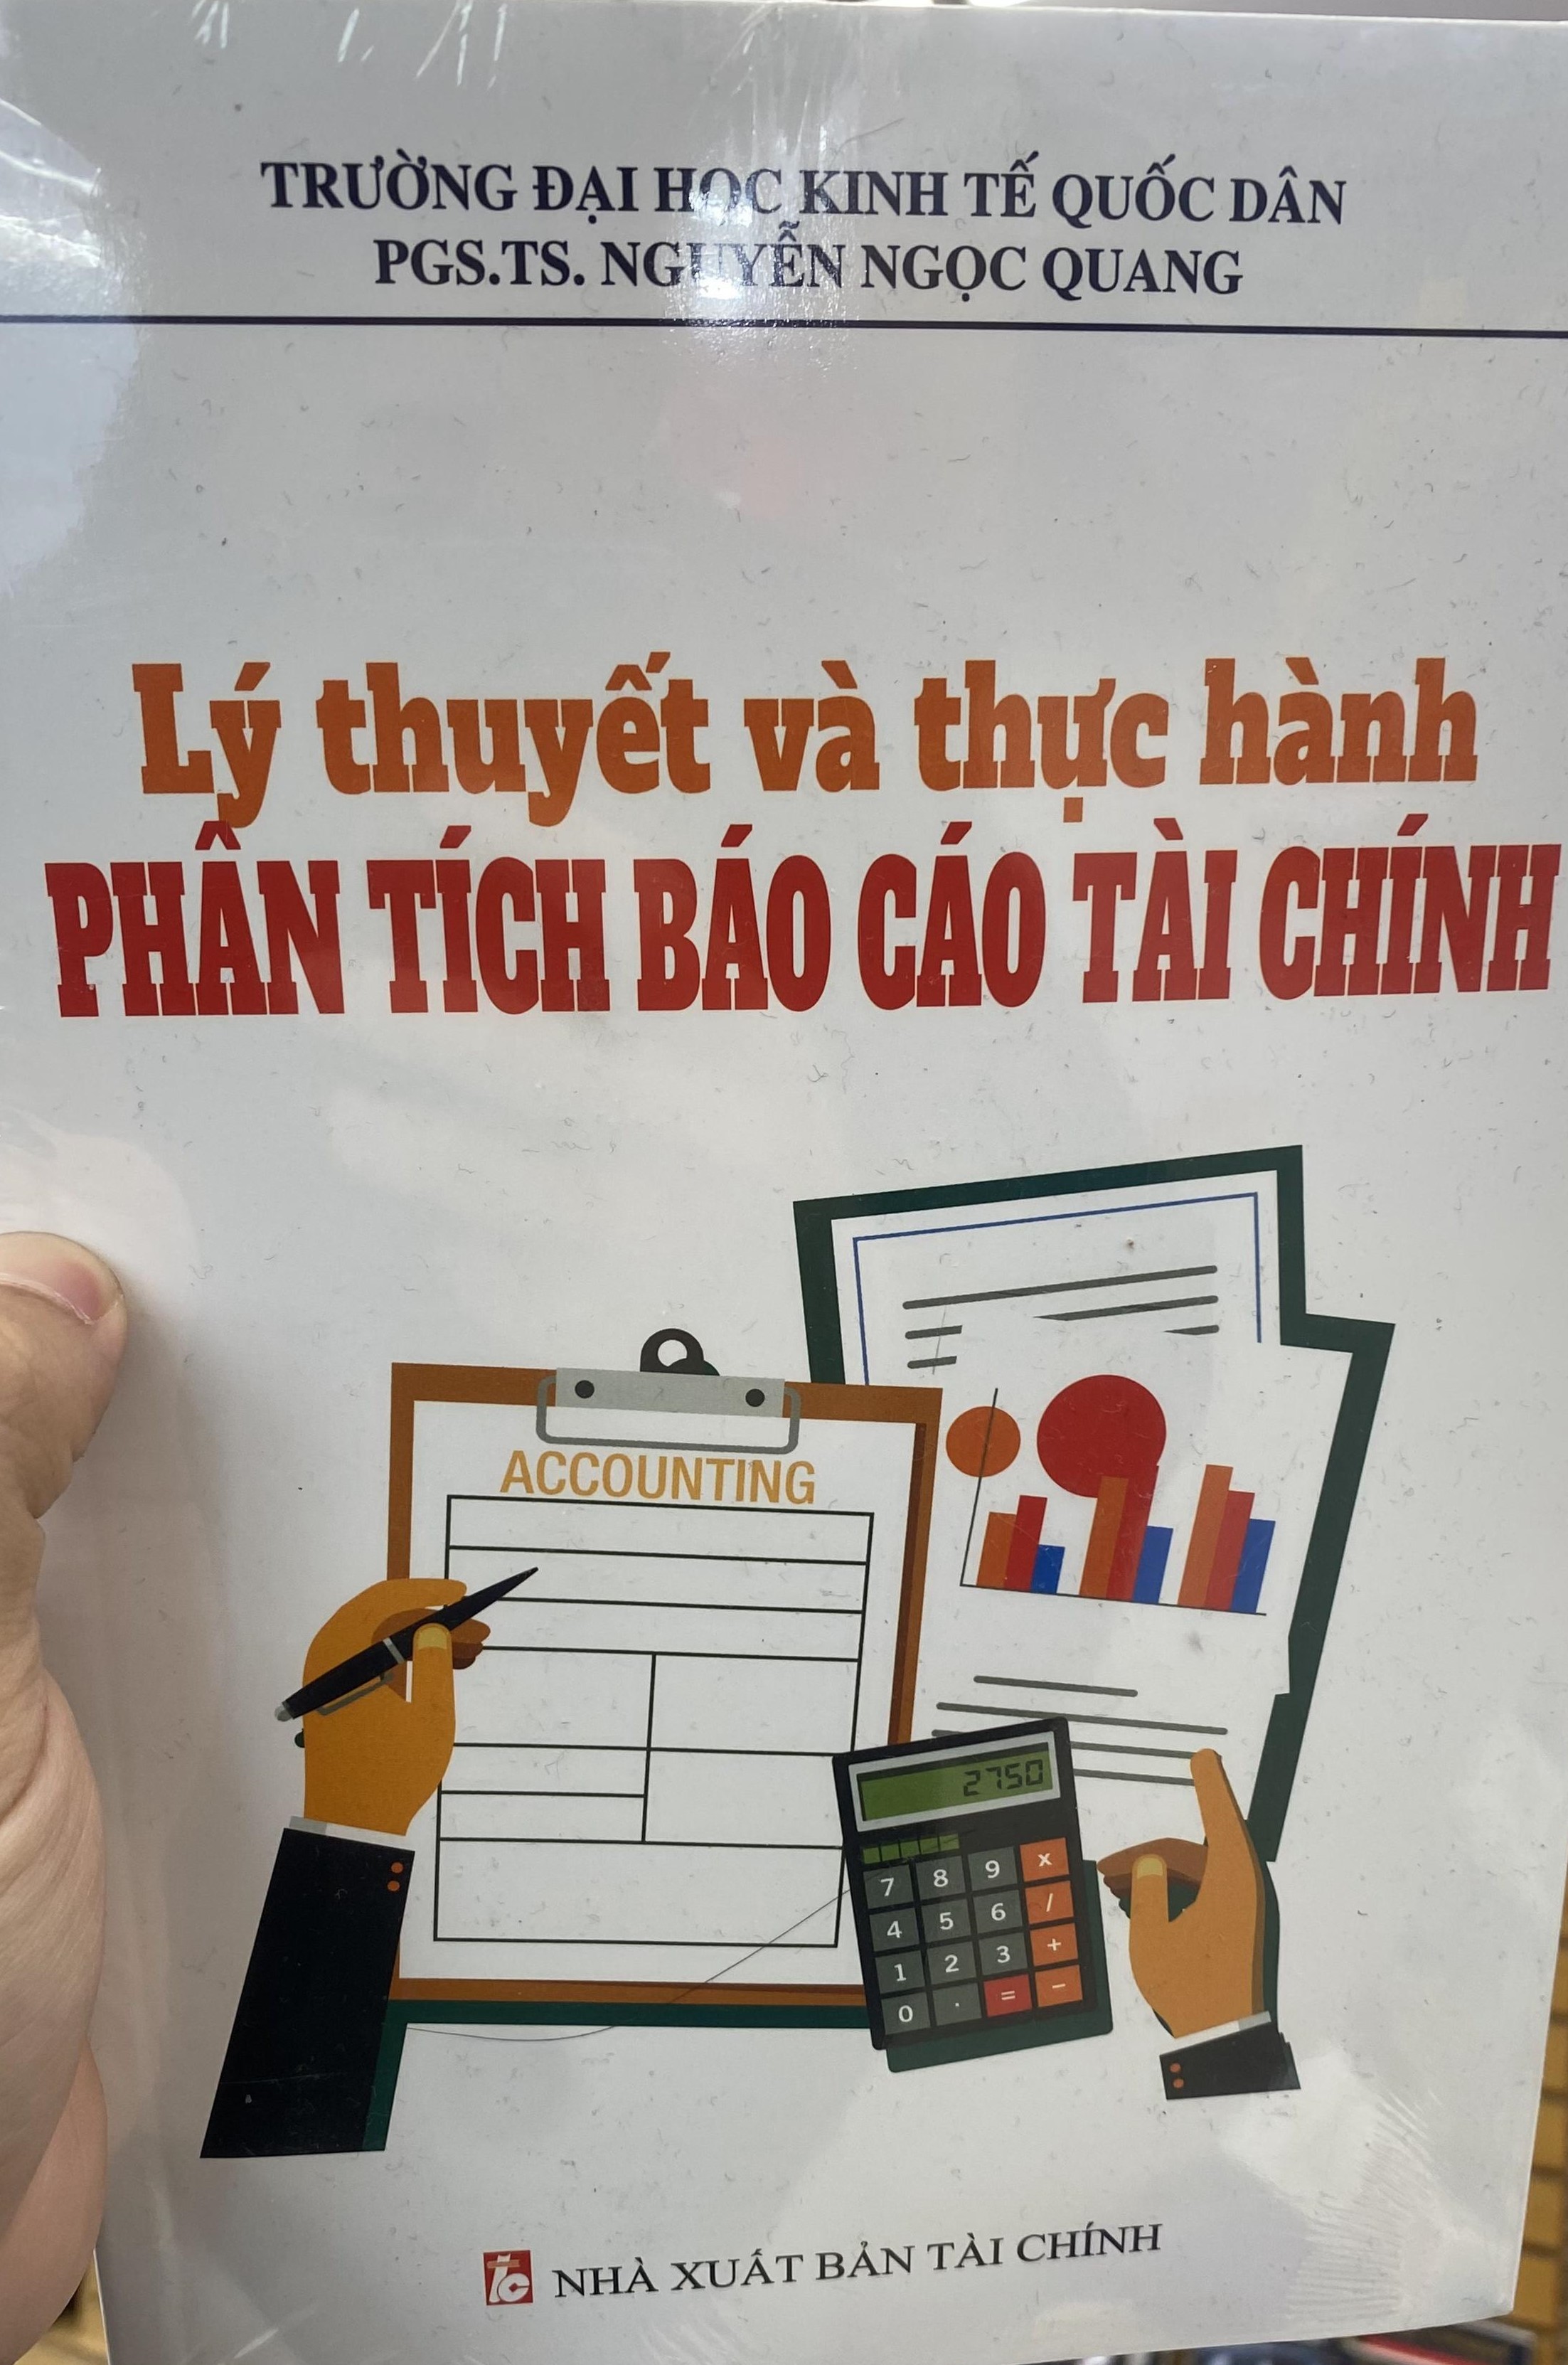 TRƯỜNG ĐẠI HỌC KINH TẾ QUỐC DÂN
PGS.TS. NGUYỄN NGỌC QUANG
Lý thuyết và thực hành
PHÂN TÍCH BÁO CÁO TÀI CHÍNH
ACCOUNTING
2750
7 8 9 x
4 5 6 /
1 2 3 +
0 . = −
tc NHÀ XUẤT BẢN TÀI CHÍNH